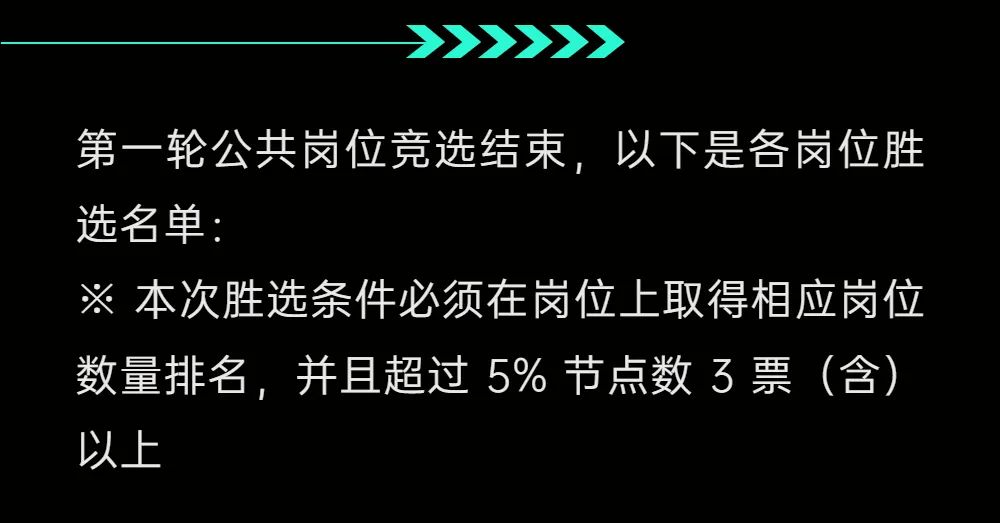 第一轮公共岗位竞选结束，以下是各岗位胜
选名单：
※ 本次胜选条件必须在岗位上取得相应岗位
数量排名，并且超过 5% 节点数 3 票（含）
以上